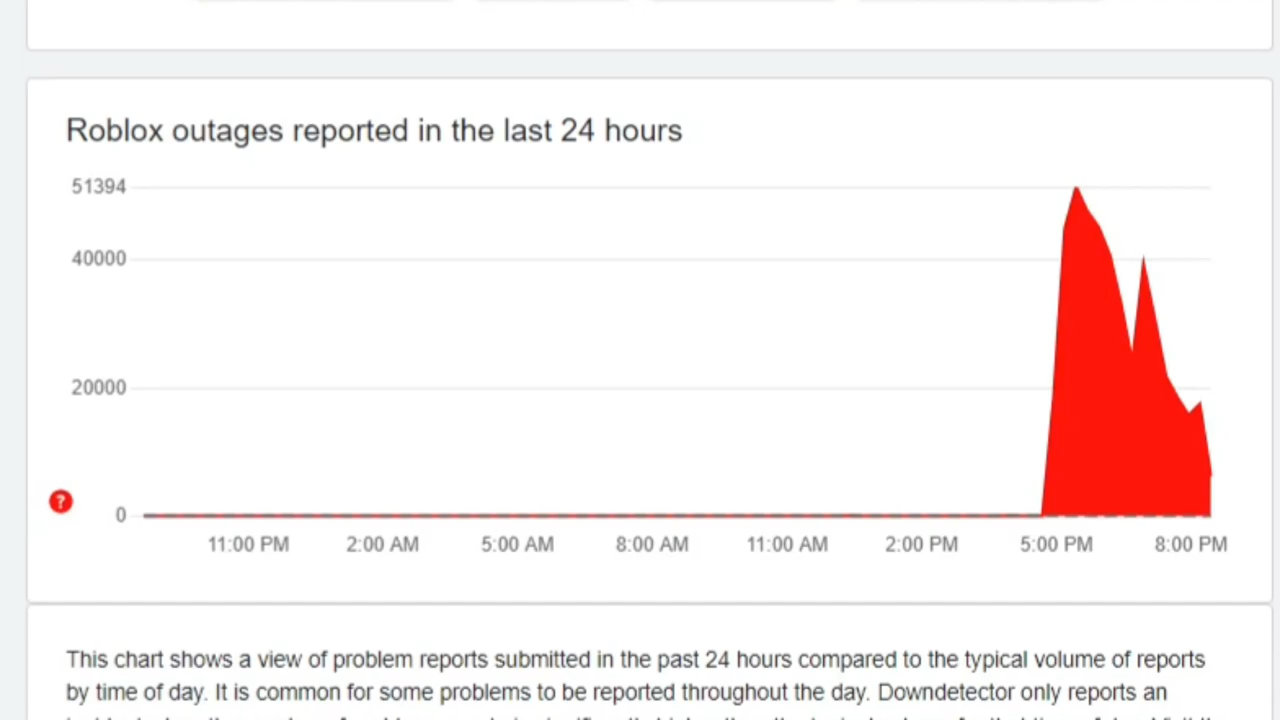 Roblox outages reported in the last 24 hours
51394
40000
20000
?
0
11:00 PM 2:00 AM 5:00 AM 8:00 AM 11:00 AM 2:00 PM 5:00 PM 8:00 PM
This chart shows a view of problem reports submitted in the past 24 hours compared to the typical volume of reports
by time of day. It is common for some problems to be reported throughout the day. Downdetector only reports an